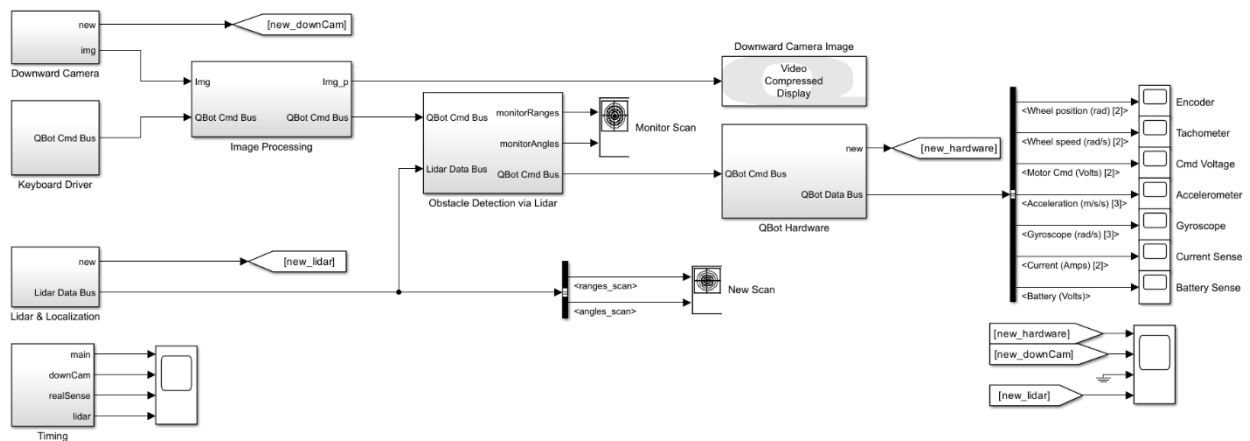 new
img
Downward Camera
[new_downCam]
QBot Cmd Bus
Keyboard Driver
Img
QBot Cmd Bus
Img_p
QBot Cmd Bus
Image Processing
QBot Cmd Bus
Lidar Data Bus
monitorRanges
monitorAngles
QBot Cmd Bus
Obstacle Detection via Lidar
Monitor Scan
Downward Camera Image
Video
Compressed
Display
QBot Cmd Bus
new
QBot Data Bus
QBot Hardware
[new_hardware]
<Wheel position (rad) [2]>
<Wheel speed (rad/s) [2]>
<Motor Cmd (Volts) [2]>
<Acceleration (m/s/s) [3]>
<Gyroscope (rad/s) [3]>
<Current (Amps) [2]>
<Battery (Volts)>
Encoder
Tachometer
Cmd Voltage
Accelerometer
Gyroscope
Current Sense
Battery Sense
new
Lidar Data Bus
Lidar & Localization
[new_lidar]
<ranges_scan>
<angles_scan>
New Scan
main
downCam
realSense
lidar
Timing
[new_hardware]
[new_downCam]
[new_lidar]